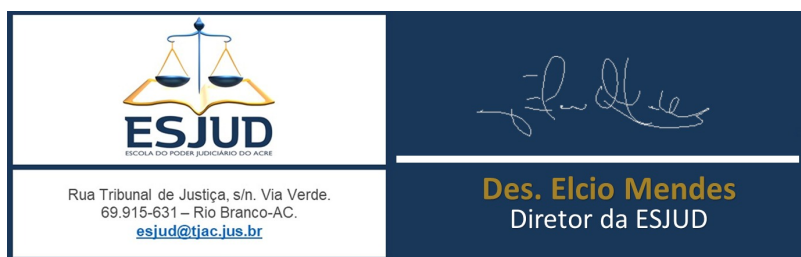 ESJUD
ESCOLA DO PODER JUDICIÁRIO DO ACRE
Rua Tribunal de Justiça, s/n. Via Verde.
69.915-631 – Rio Branco-AC.
esjud@tjac.jus.br
Des. Elcio Mendes
Diretor da ESJUD